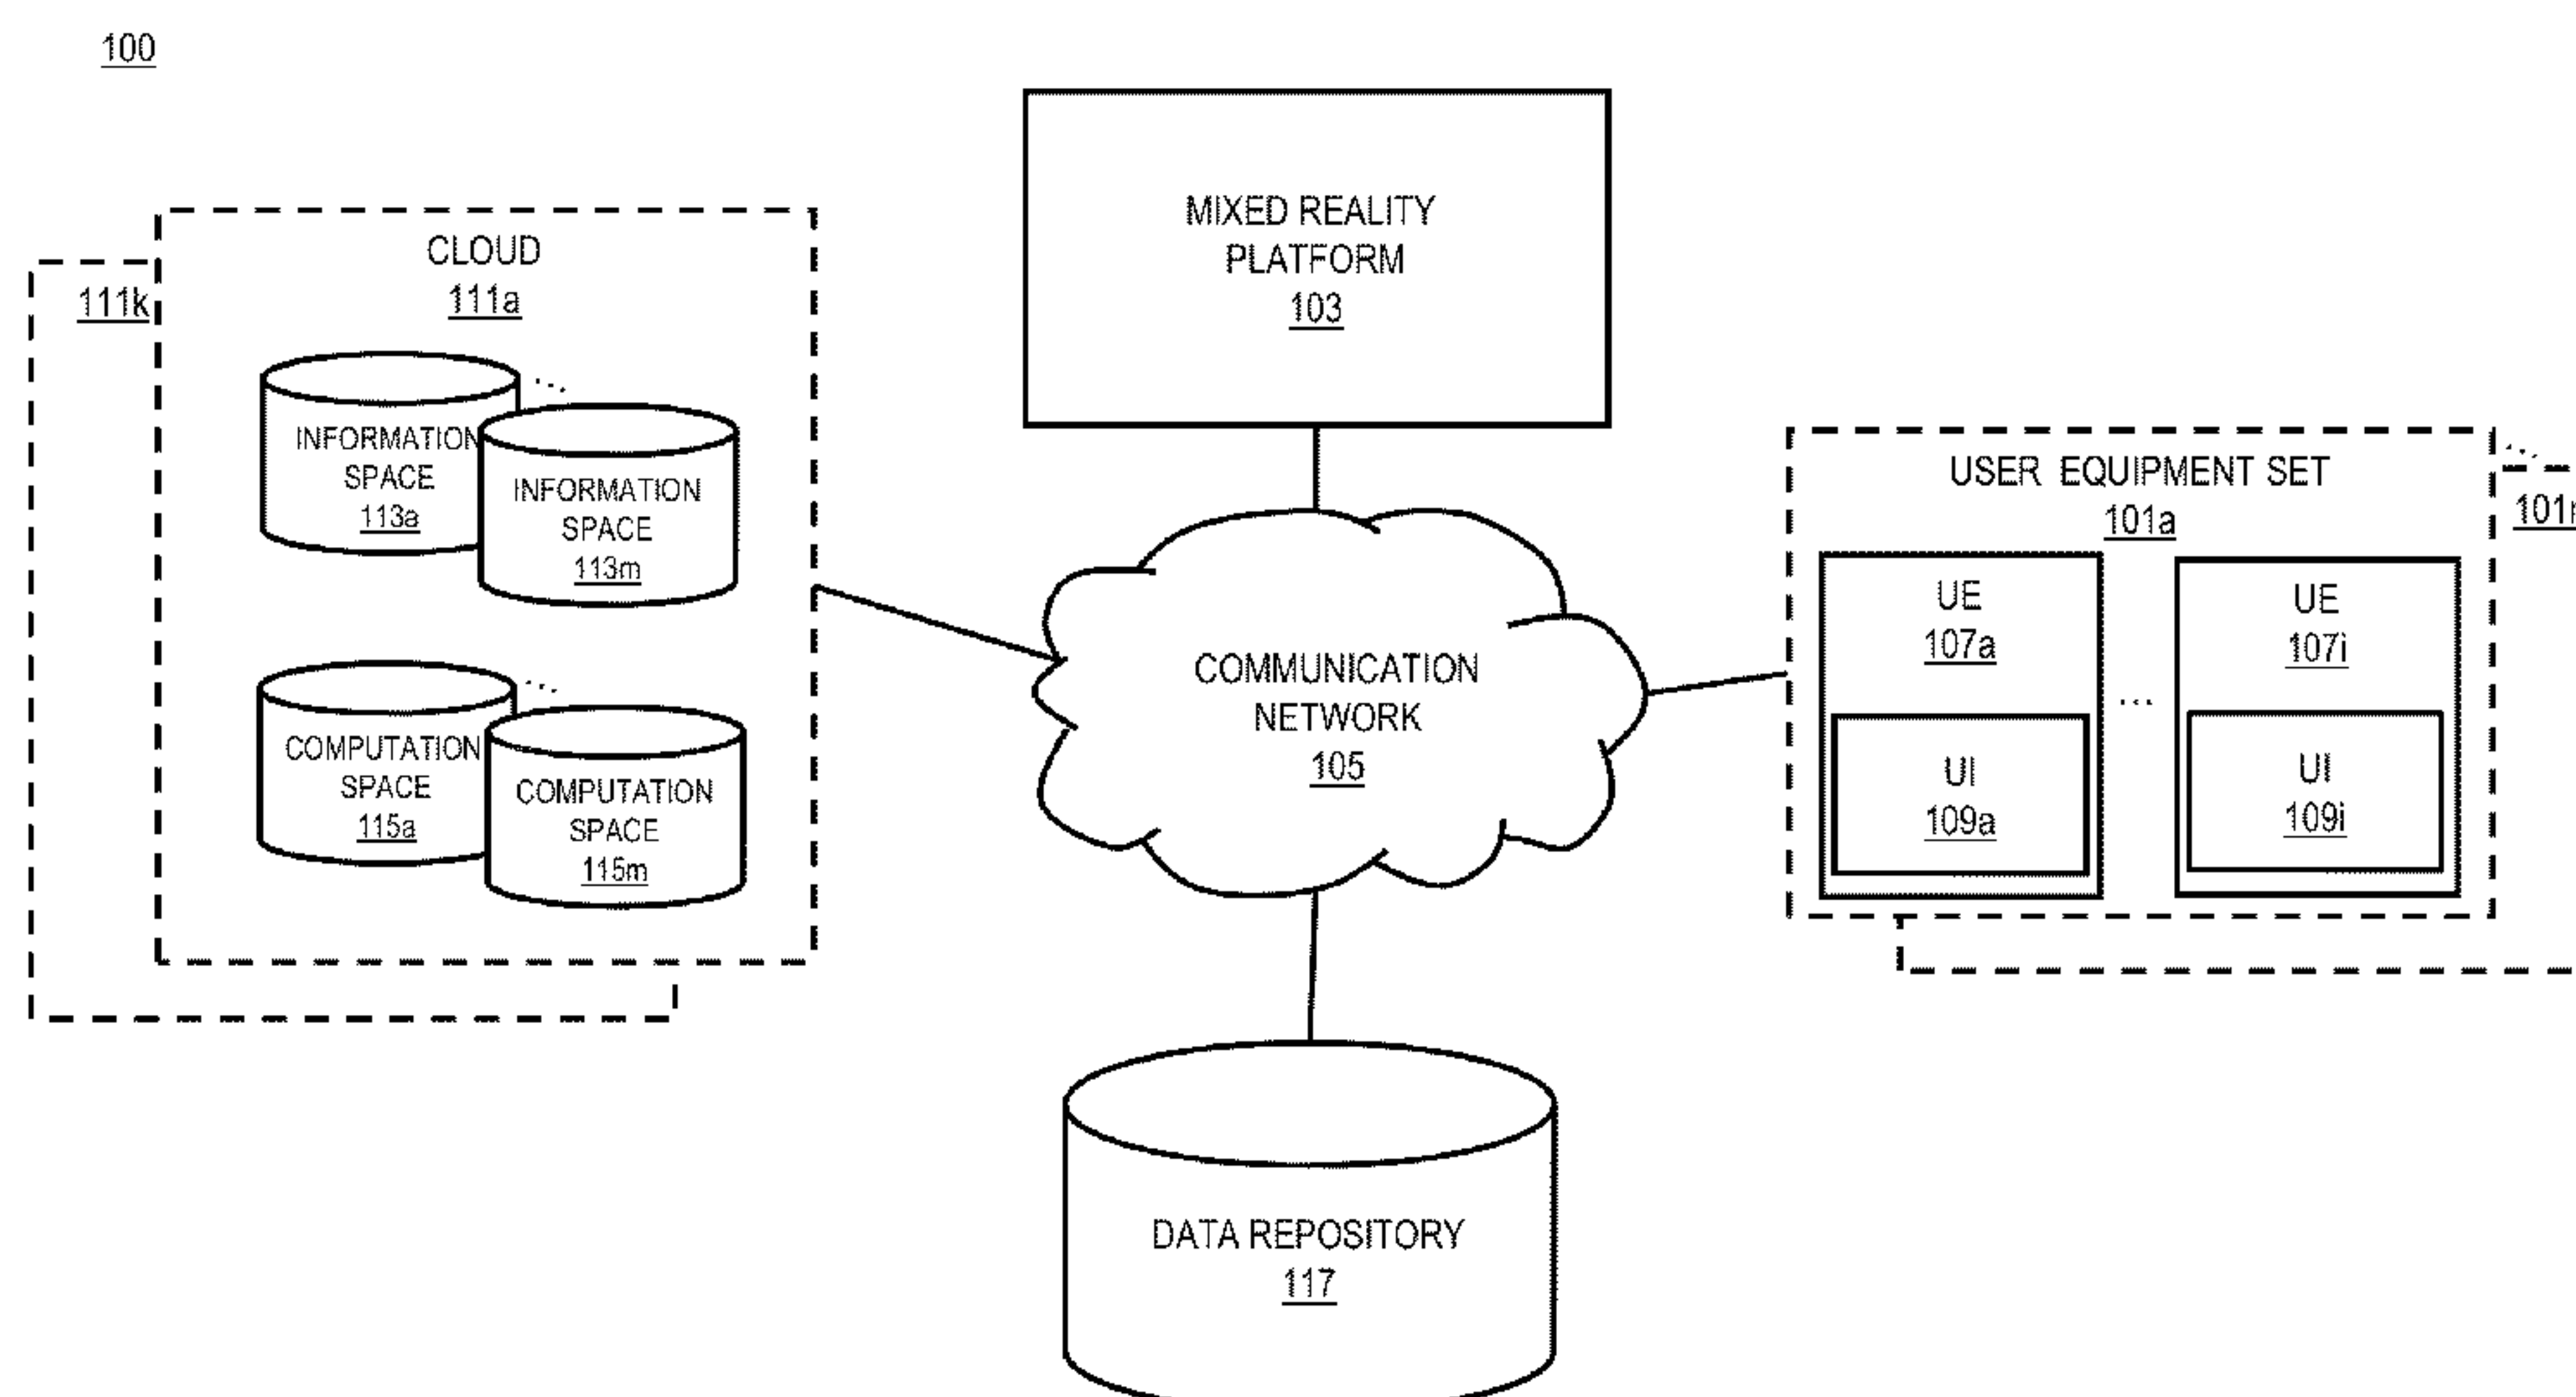 100
MIXED REALITY
PLATFORM
103
CLOUD
111a
111k
INFORMATION
SPACE
113a
INFORMATION
SPACE
113m
COMPUTATION
SPACE
115a
COMPUTATION
SPACE
115m
COMMUNICATION
NETWORK
105
USER EQUIPMENT SET
101a
UE
107a
UI
109a
...
UE
107i
UI
109i
DATA REPOSITORY
117